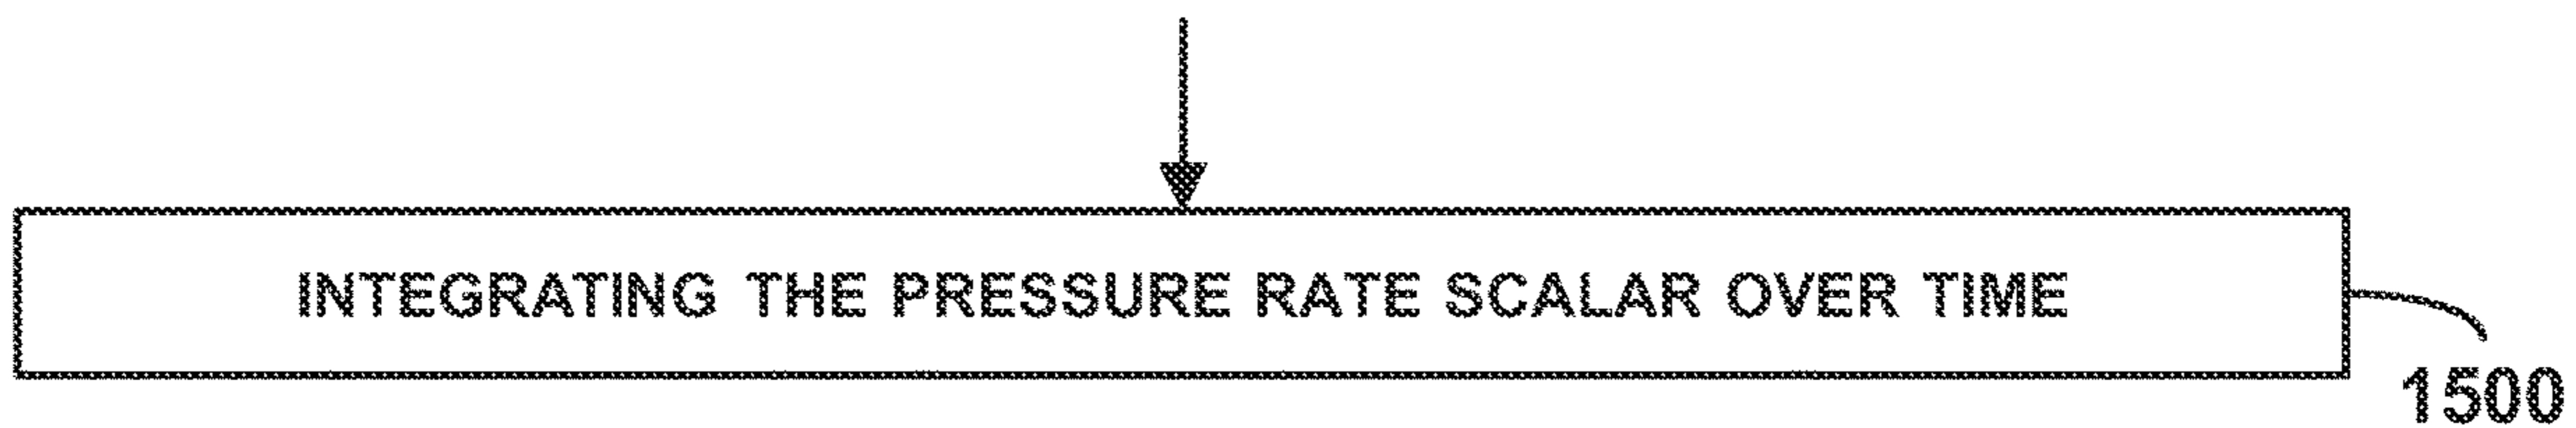 INTEGRATING THE PRESSURE RATE SCALAR OVER TIME
1500